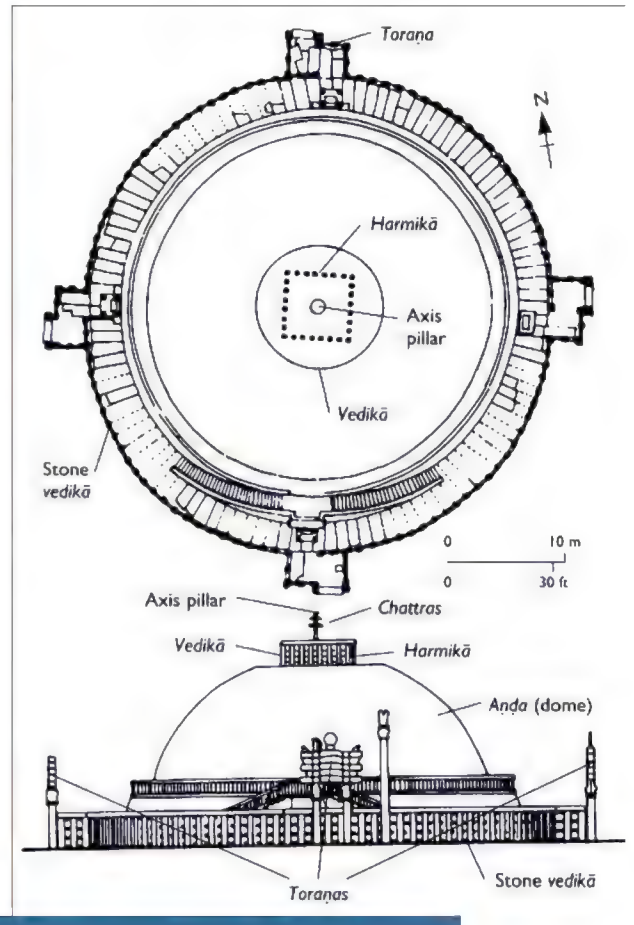 Toraṇa
N
Harmikā
Axis
pillar
Vedikā
Stone
vedikā
0 10 m
0 30 ft
Axis pillar
Chattras
Vedikā
Harmikā
Aṇḍa (dome)
Toraṇas
Stone vedikā